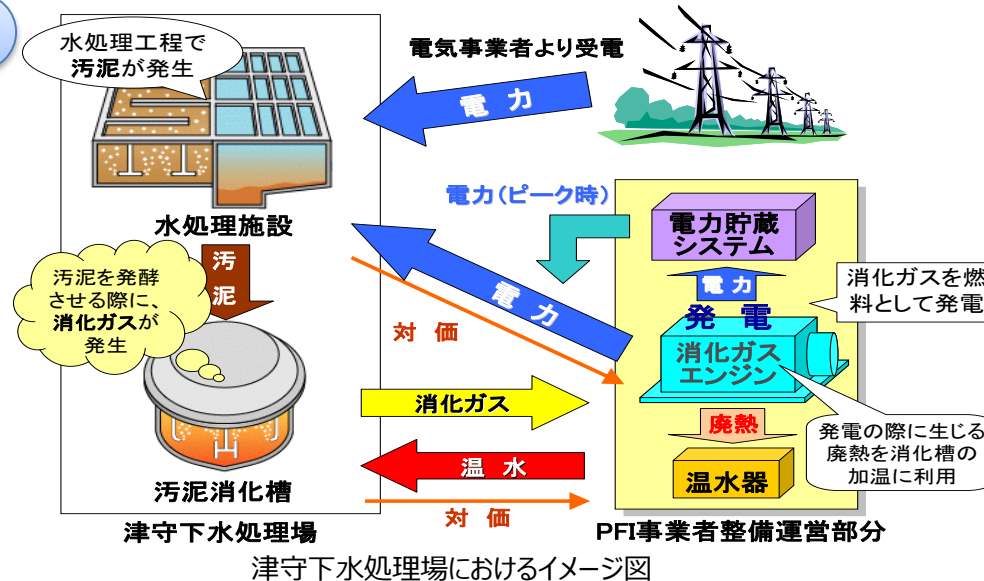 水処理工程で
汚泥が発生
電気事業者より受電
電 力
水処理施設
電力(ピーク時)
電力貯蔵
システム
汚
泥
汚泥を発酵
させる際に、
消化ガスが
発生
電 力
電 力
消化ガスを燃
料として発電
発 電
対 価
消化ガス
エンジン
消化ガス
廃熱
発電の際に生じる
廃熱を消化槽の
加温に利用
温 水
温水器
汚泥消化槽
対 価
津守下水処理場
PFI事業者整備運営部分
津守下水処理場におけるイメージ図